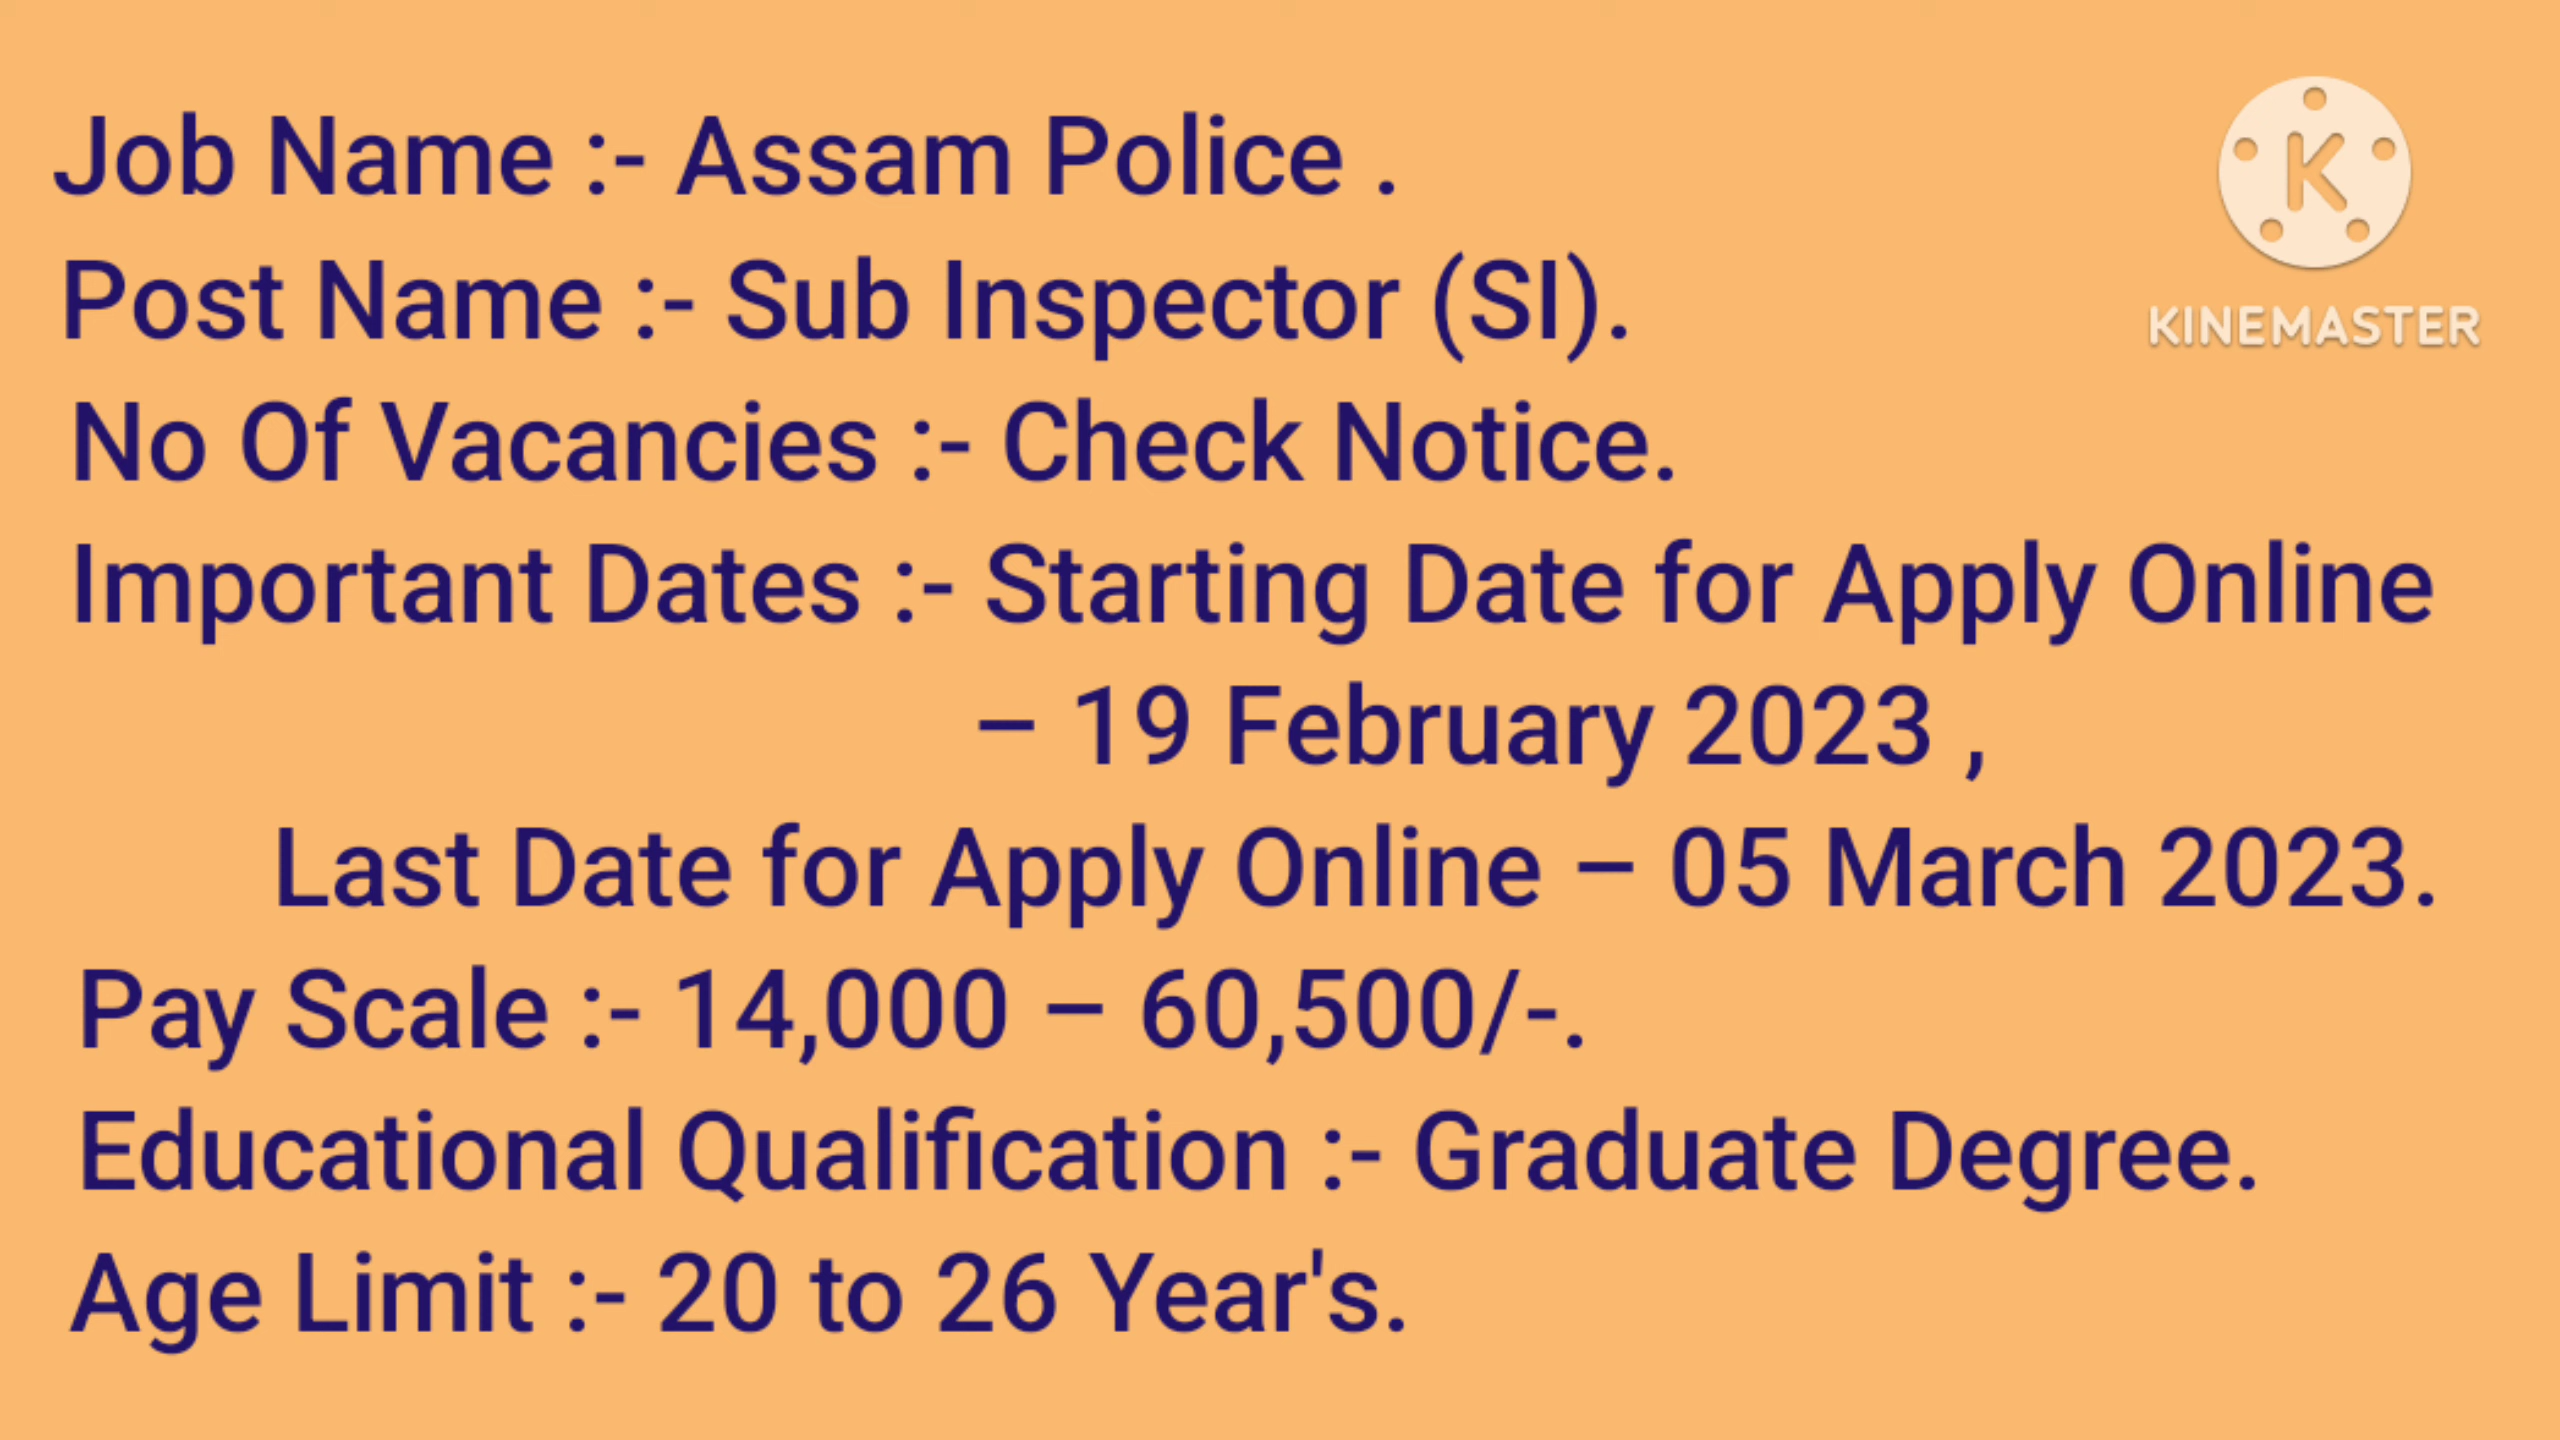 Job Name :- Assam Police .
KINEMASTER
Post Name :- Sub Inspector (SI).
No Of Vacancies :- Check Notice.
Important Dates :- Starting Date for Apply Online
– 19 February 2023 ,
Last Date for Apply Online – 05 March 2023.
Pay Scale :- 14,000 – 60,500/-.
Educational Qualification :- Graduate Degree.
Age Limit :- 20 to 26 Year's.